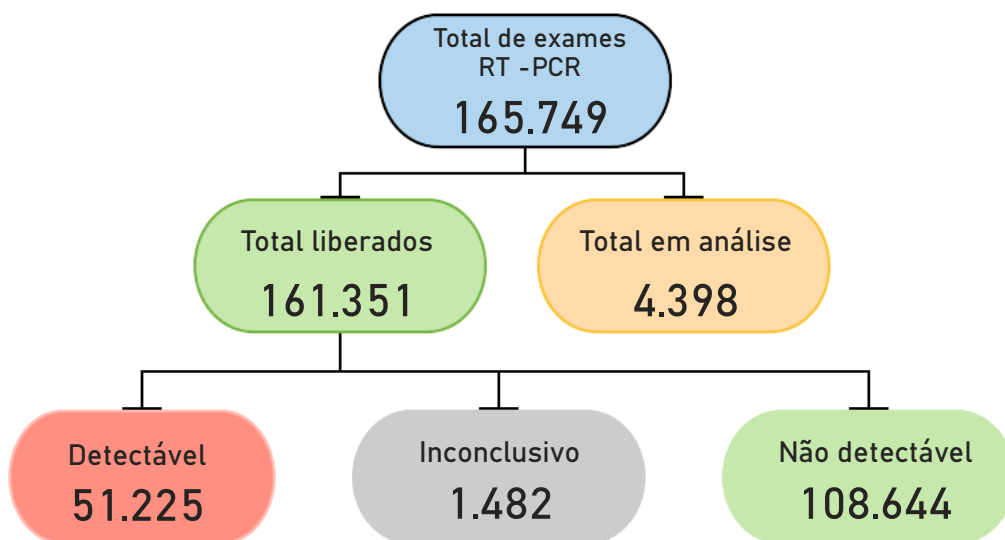 Total de exames
RT -PCR
165.749
Total liberados
161.351
Total em análise
4.398
Detectável
51.225
Inconclusivo
1.482
Não detectável
108.644